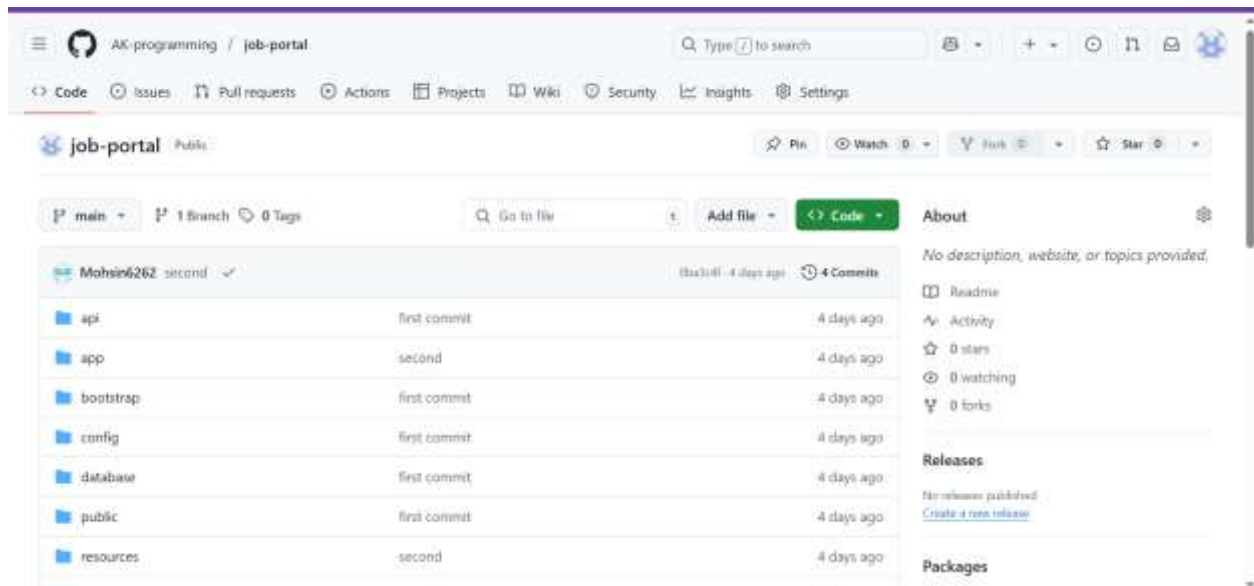 AK-programming / job-portal
Type / to search
Code Issues Pull requests Actions Projects Wiki Security Insights Settings
job-portal Public
Pin Watch 0 Fork 0 Star 0
main 1 Branch 0 Tags
Go to file t Add file Code
About
No description, website, or topics provided.
Mohsin6262 second 4 days ago 4 Commits
Readme
Activity
0 stars
0 watching
0 forks
api first commit 4 days ago
app second 4 days ago
bootstrap first commit 4 days ago
config first commit 4 days ago
database first commit 4 days ago
public first commit 4 days ago
resources second 4 days ago
Releases
No releases published
Create a new release
Packages